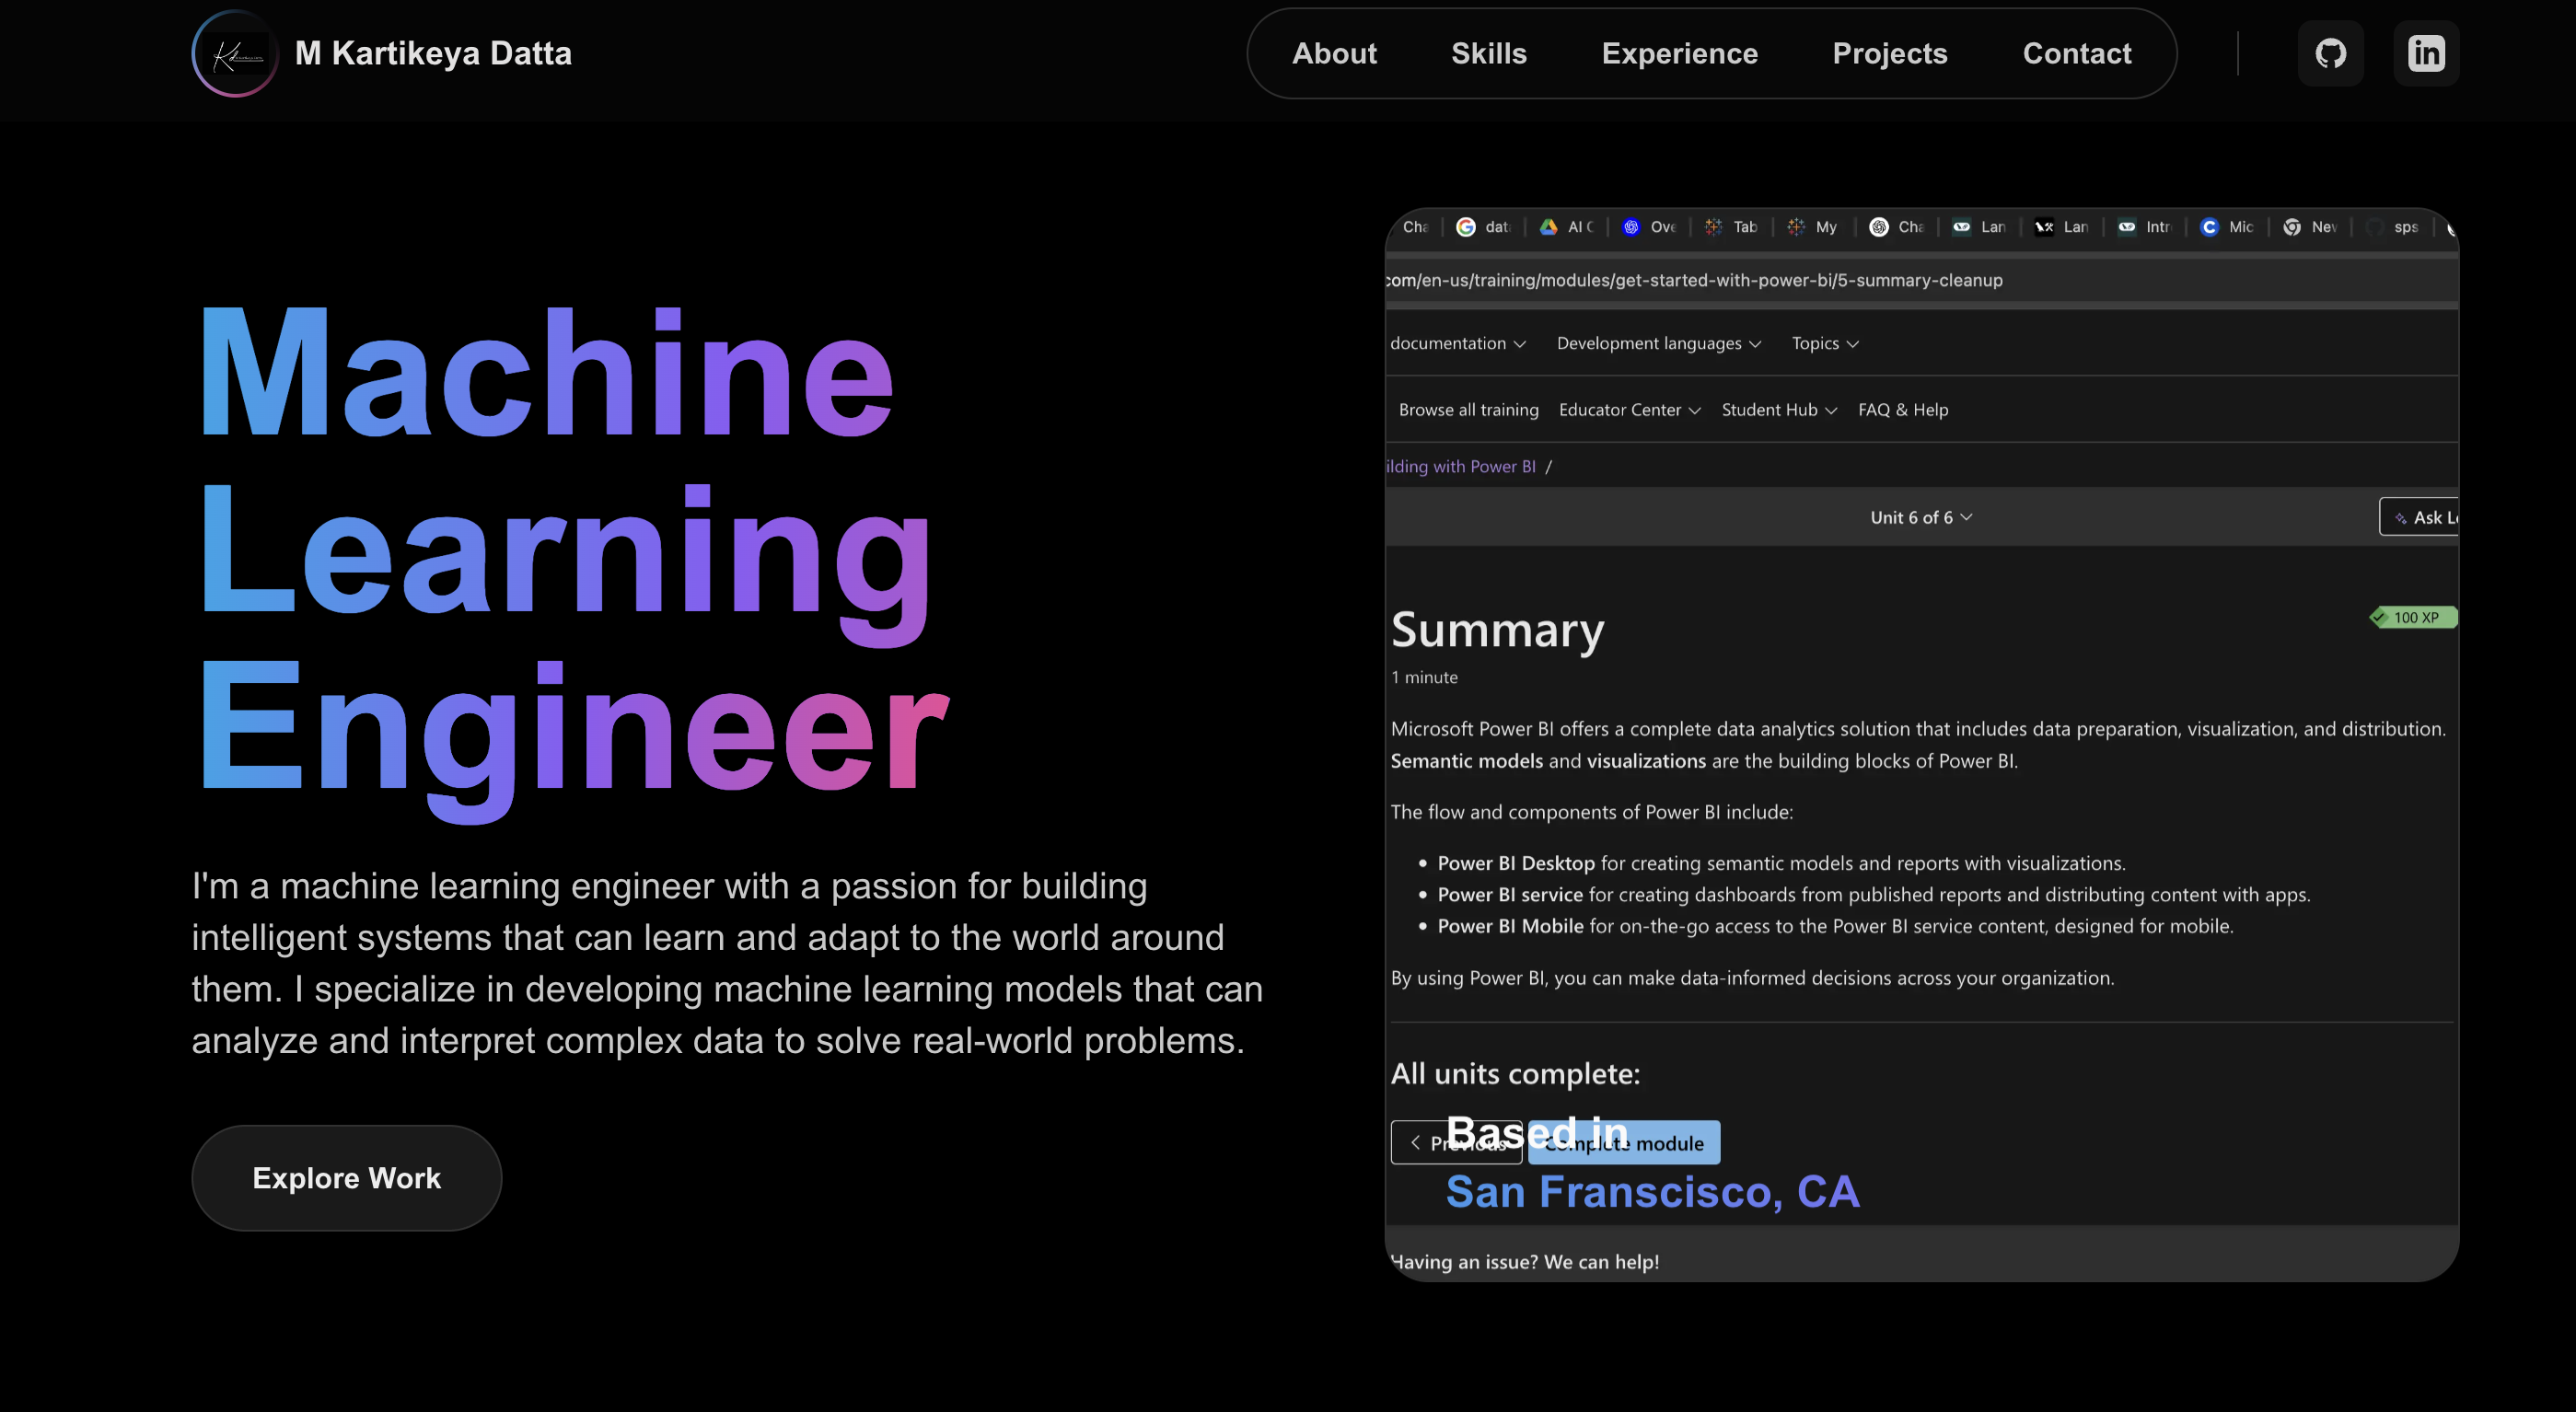 M Kartikeya Datta
About Skills Experience Projects Contact
in
Machine
Learning
Engineer
I'm a machine learning engineer with a passion for building
intelligent systems that can learn and adapt to the world around
them. I specialize in developing machine learning models that can
analyze and interpret complex data to solve real-world problems.
Explore Work
Cha dat AI C Ove Tab My Cha Lan Lan Intr Mic Nev sps
com/en-us/training/modules/get-started-with-power-bi/5-summary-cleanup
documentation Development languages Topics
Browse all training Educator Center Student Hub FAQ & Help
ilding with Power BI /
Unit 6 of 6
Ask Le
Summary
100 XP
1 minute
Microsoft Power BI offers a complete data analytics solution that includes data preparation, visualization, and distribution.
Semantic models and visualizations are the building blocks of Power BI.
The flow and components of Power BI include:
• Power BI Desktop for creating semantic models and reports with visualizations.
• Power BI service for creating dashboards from published reports and distributing content with apps.
• Power BI Mobile for on-the-go access to the Power BI service content, designed for mobile.
By using Power BI, you can make data-informed decisions across your organization.
All units complete:
Previous Complete module
Based in
San Franscisco, CA
Having an issue? We can help!